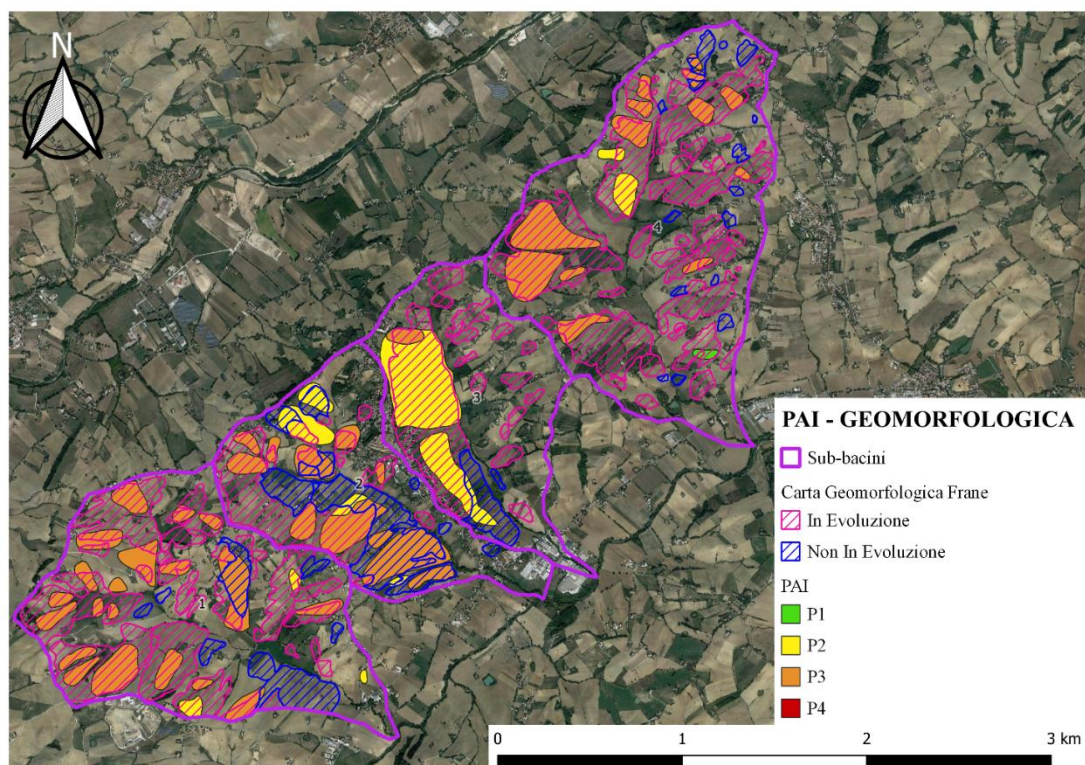 N
4
3
2
1
PAI - GEOMORFOLOGICA
Sub-bacini
Carta Geomorfologica Frane
In Evoluzione
Non In Evoluzione
PAI
P1
P2
P3
P4
0 1 2 3 km